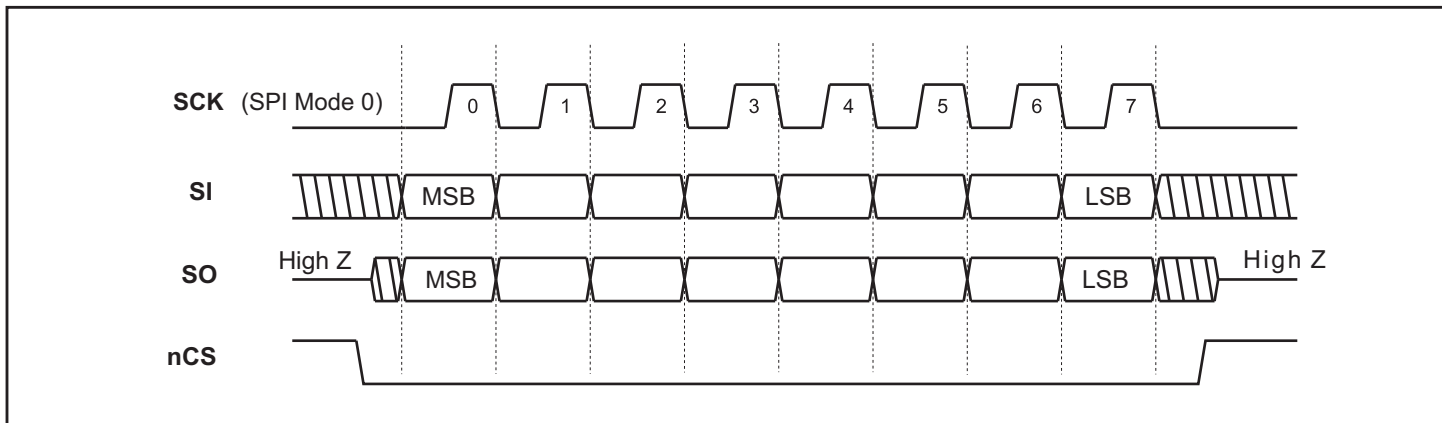 SCK (SPI Mode 0)
0 1 2 3 4 5 6 7
SI
MSB LSB
SO
High Z MSB LSB High Z
nCS